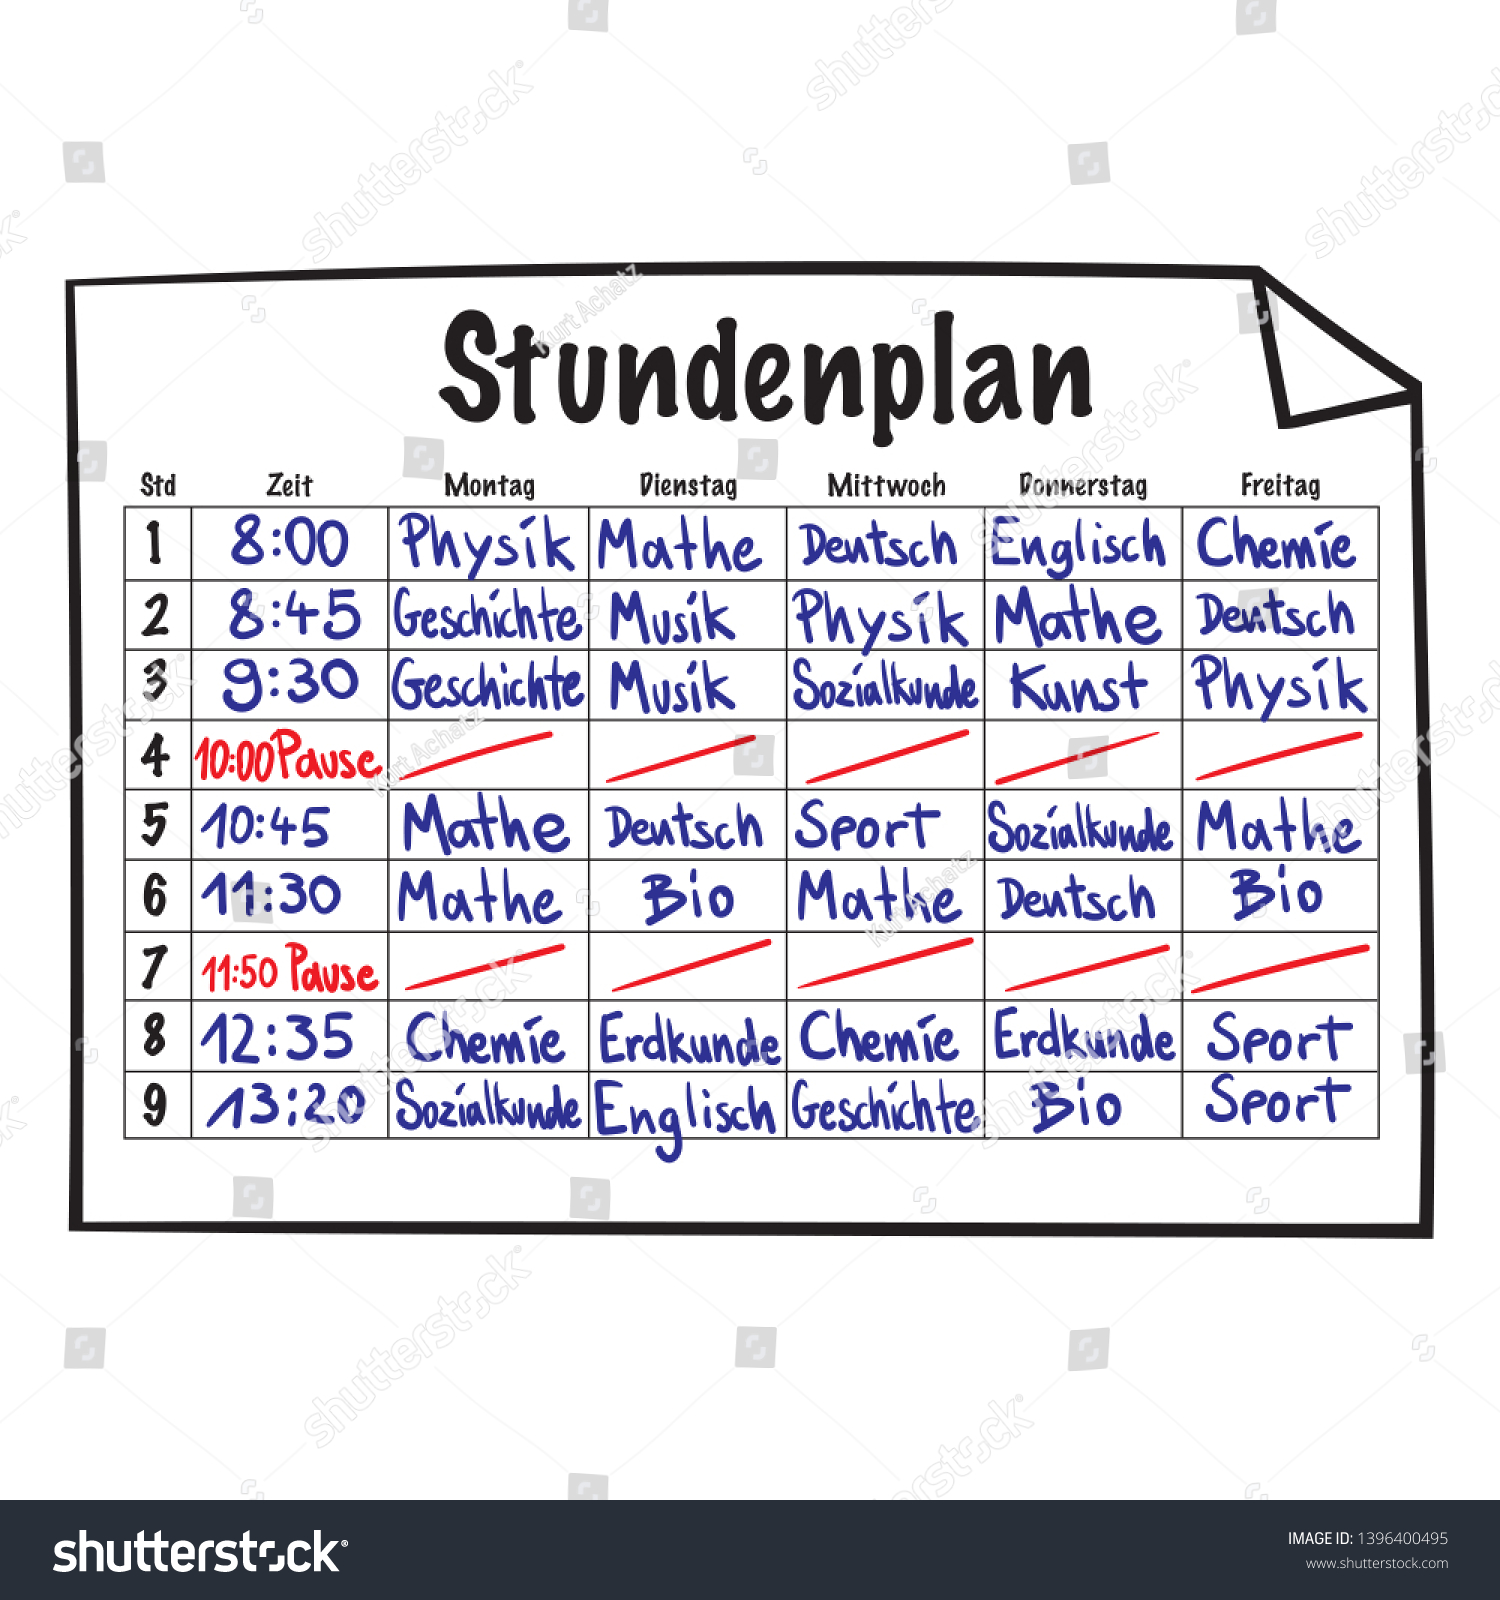 Stundenplan
Std Zeit Montag Dienstag Mittwoch Donnerstag Freitag
1 8:00 Physik Mathe Deutsch Englisch Chemie
2 8:45 Geschichte Musik Physik Mathe Deutsch
3 9:30 Geschichte Musik Sozialkunde Kunst Physik
4 10:00 Pause
5 10:45 Mathe Deutsch Sport Sozialkunde Mathe
6 11:30 Mathe Bio Mathe Deutsch Bio
7 11:50 Pause
8 12:35 Chemie Erdkunde Chemie Erdkunde Sport
9 13:20 Sozialkunde Englisch Geschichte Bio Sport
shutterstock
IMAGE ID: 1396400495
www.shutterstock.com
shutterstock
Kurt Achatz